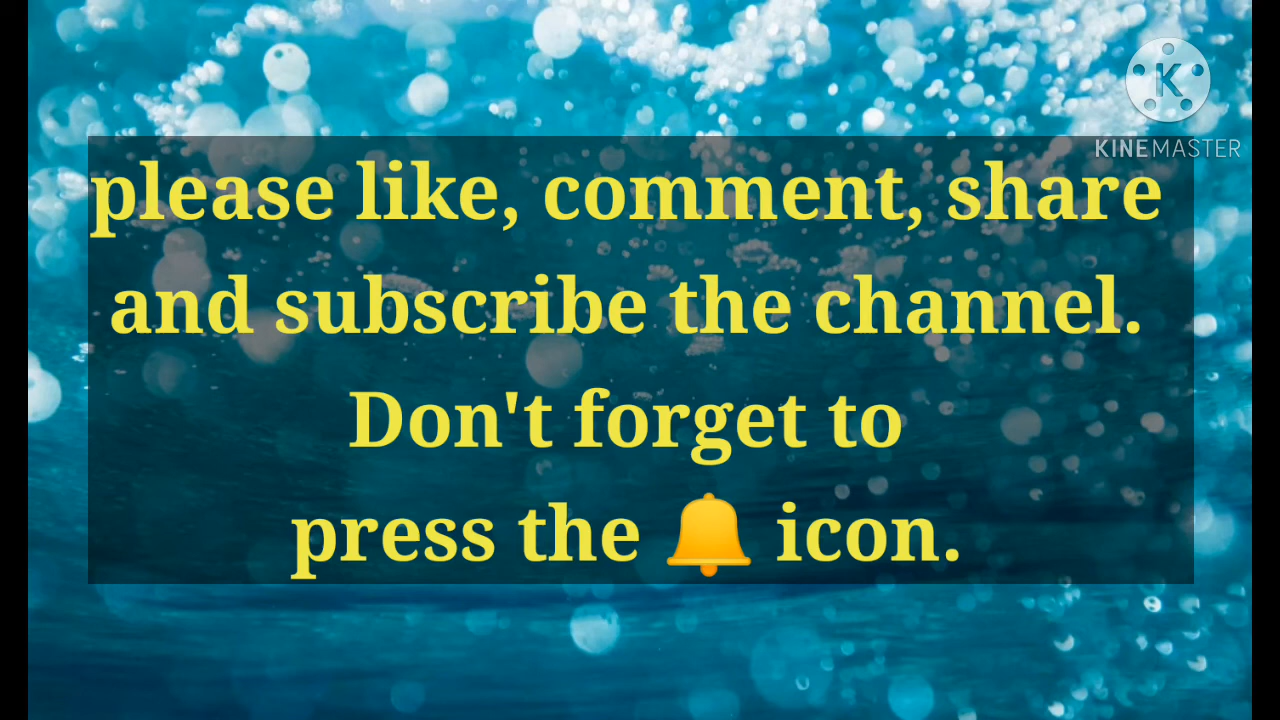 K
KINEMASTER
please like, comment, share
and subscribe the channel.
Don't forget to
press the 🔔 icon.